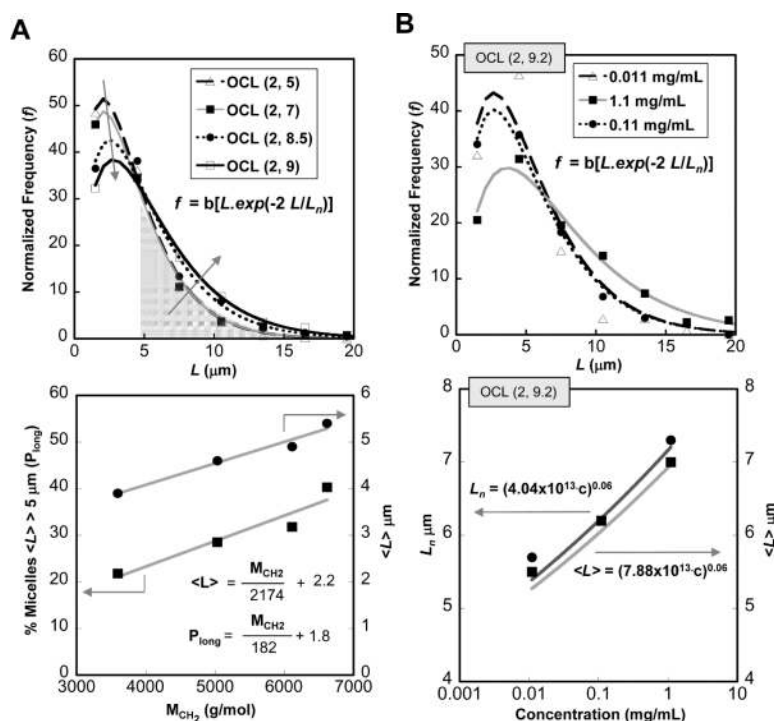 A
Normalized Frequency (f)
60
50
40
30
20
10
0
OCL (2, 5)
OCL (2, 7)
OCL (2, 8.5)
OCL (2, 9)
f = b[L.exp(-2 L/Ln)]
0
5
10
15
20
L (μm)
B
Normalized Frequency (f)
50
40
30
20
10
0
OCL (2, 9.2)
0.011 mg/mL
1.1 mg/mL
0.11 mg/mL
f = b[L.exp(-2 L/Ln)]
0
5
10
15
20
L (μm)
% Micelles <L> > 5 μm (Plong)
60
50
40
30
20
10
0
6
5
4
3
2
1
0
<L> μm
<L> = MCH2/2174 + 2.2
Plong = MCH2/182 + 1.8
3000
4000
5000
6000
7000
MCH2 (g/mol)
OCL (2, 9.2)
Ln μm
8
7
6
5
4
8
7
6
5
4
<L> μm
Ln = (4.04x10^13·c)^0.06
<L> = (7.88x10^13·c)^0.06
0.001
0.01
0.1
1
10
Concentration (mg/mL)